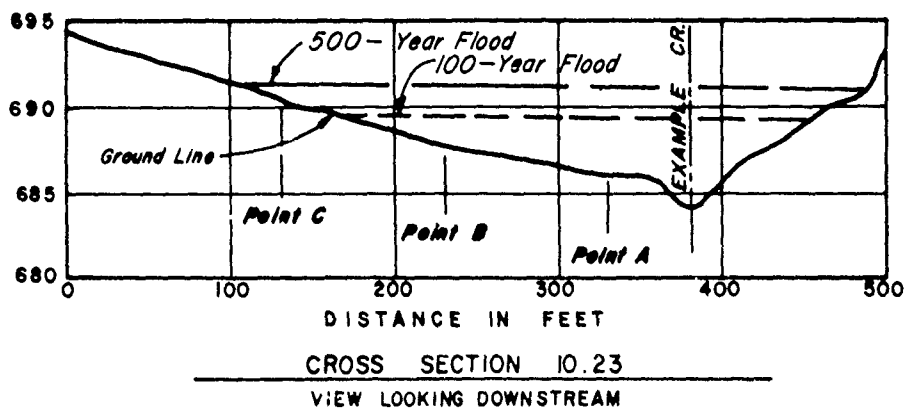 695
500-Year Flood
100-Year Flood
EXAMPLE CR.
690
Ground Line
685
Point C
Point B
Point A
680
0 100 200 300 400 500
DISTANCE IN FEET
CROSS SECTION 10.23
VIEW LOOKING DOWNSTREAM